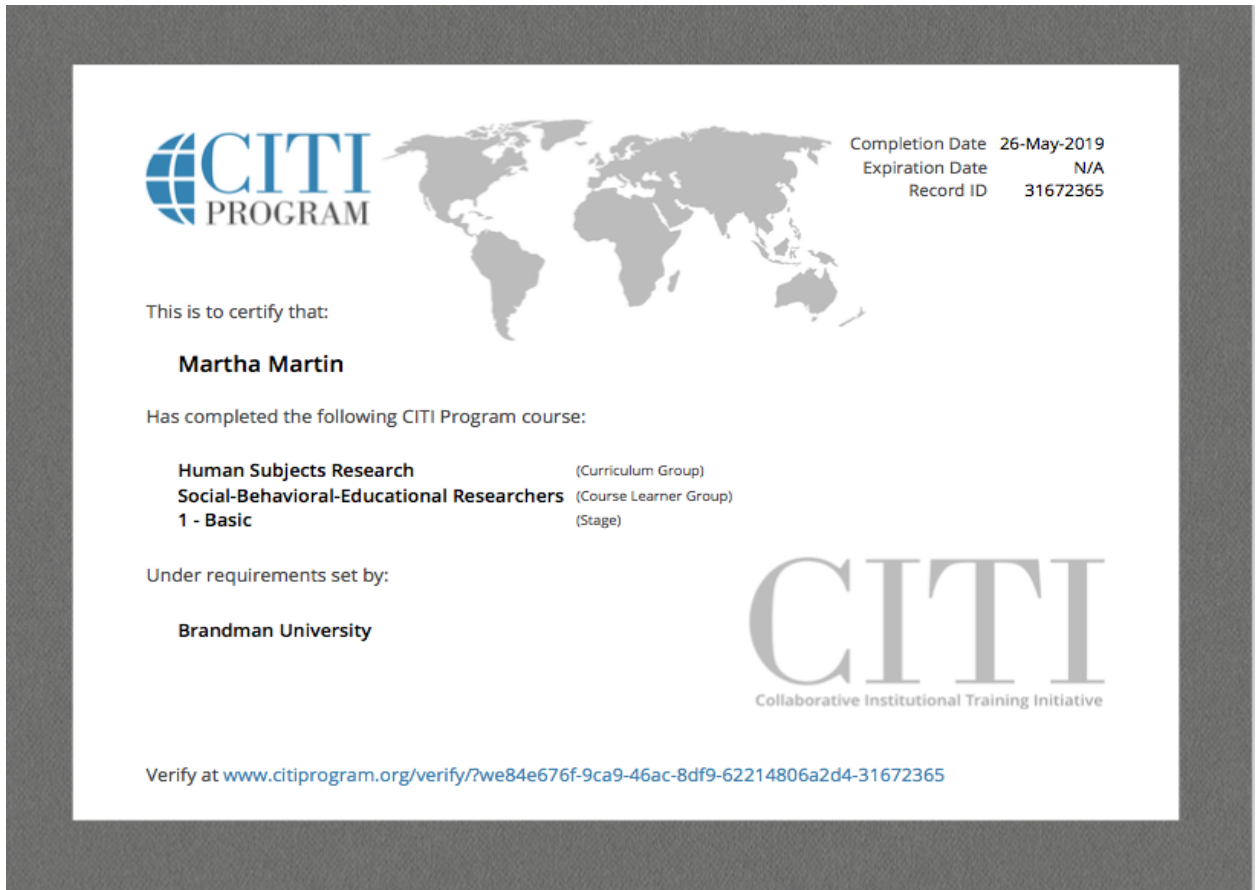 CITI
PROGRAM
Completion Date 26-May-2019
Expiration Date N/A
Record ID 31672365
This is to certify that:
Martha Martin
Has completed the following CITI Program course:
Human Subjects Research (Curriculum Group)
Social-Behavioral-Educational Researchers (Course Learner Group)
1 - Basic (Stage)
Under requirements set by:
Brandman University
CITI
Collaborative Institutional Training Initiative
Verify at www.citiprogram.org/verify/?we84e676f-9ca9-46ac-8df9-62214806a2d4-31672365